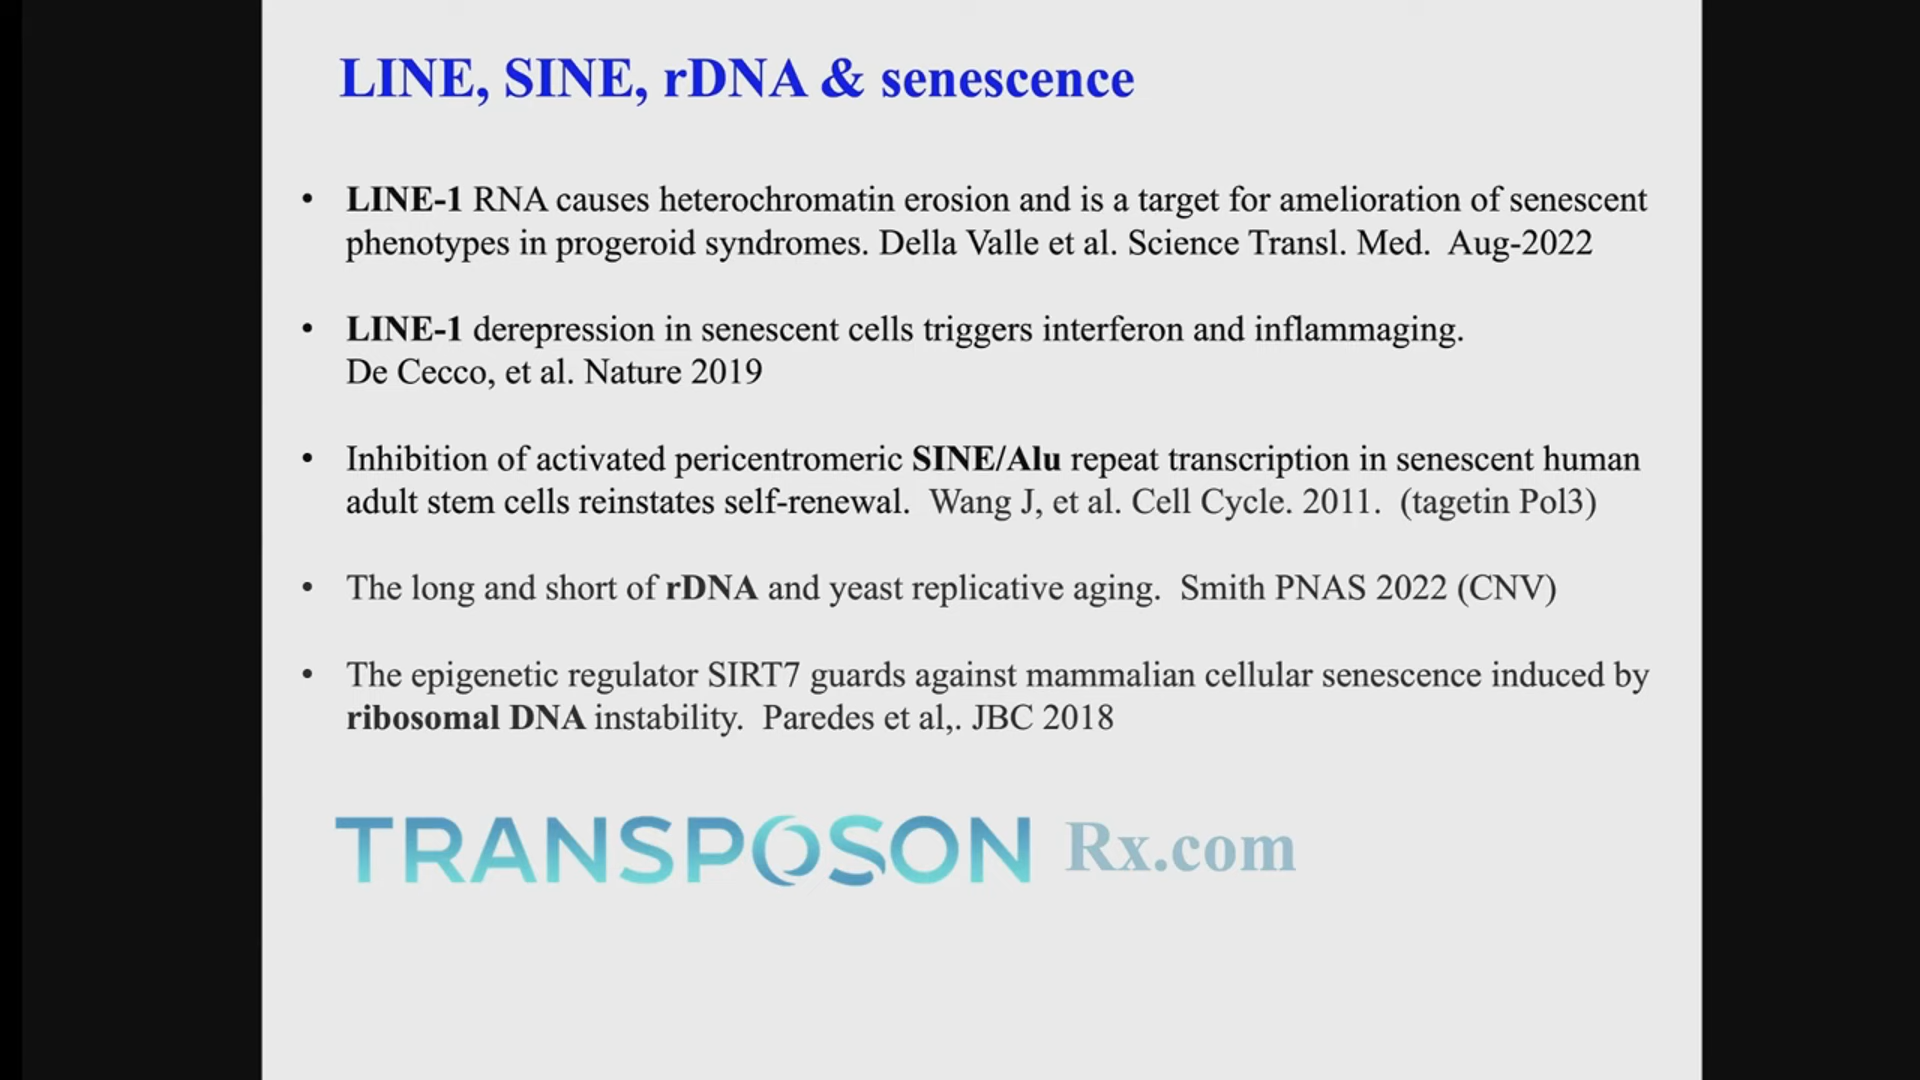 LINE, SINE, rDNA & senescence
• LINE-1 RNA causes heterochromatin erosion and is a target for amelioration of senescent
phenotypes in progeroid syndromes. Della Valle et al. Science Transl. Med. Aug-2022
• LINE-1 derepression in senescent cells triggers interferon and inflammaging.
De Cecco, et al. Nature 2019
• Inhibition of activated pericentromeric SINE/Alu repeat transcription in senescent human
adult stem cells reinstates self-renewal. Wang J, et al. Cell Cycle. 2011. (tagetin Pol3)
• The long and short of rDNA and yeast replicative aging. Smith PNAS 2022 (CNV)
• The epigenetic regulator SIRT7 guards against mammalian cellular senescence induced by
ribosomal DNA instability. Paredes et al,. JBC 2018
TRANSPOSON Rx.com